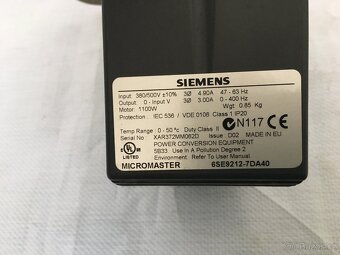 SIEMENS
Input: 380/500V ±10% 3Ø 4.90A 47 - 63 Hz
Output: 0 - Input V 3Ø 3.00A 0 - 400 Hz
Motor: 1100W Wgt: 0.85 Kg
Protection: IEC 536 / VDE 0106 Class 1 IP20
N117 CE
Temp Range: 0 - 50°c Duty Class II
Serial Nr: XAR372MM062D Issue: D02 MADE IN EU
POWER CONVERSION EQUIPMENT
5B33 Use In A Pollution Degree 2
Environment. Refer To User Manual
UL LISTED
MICROMASTER 6SE9212-7DA40